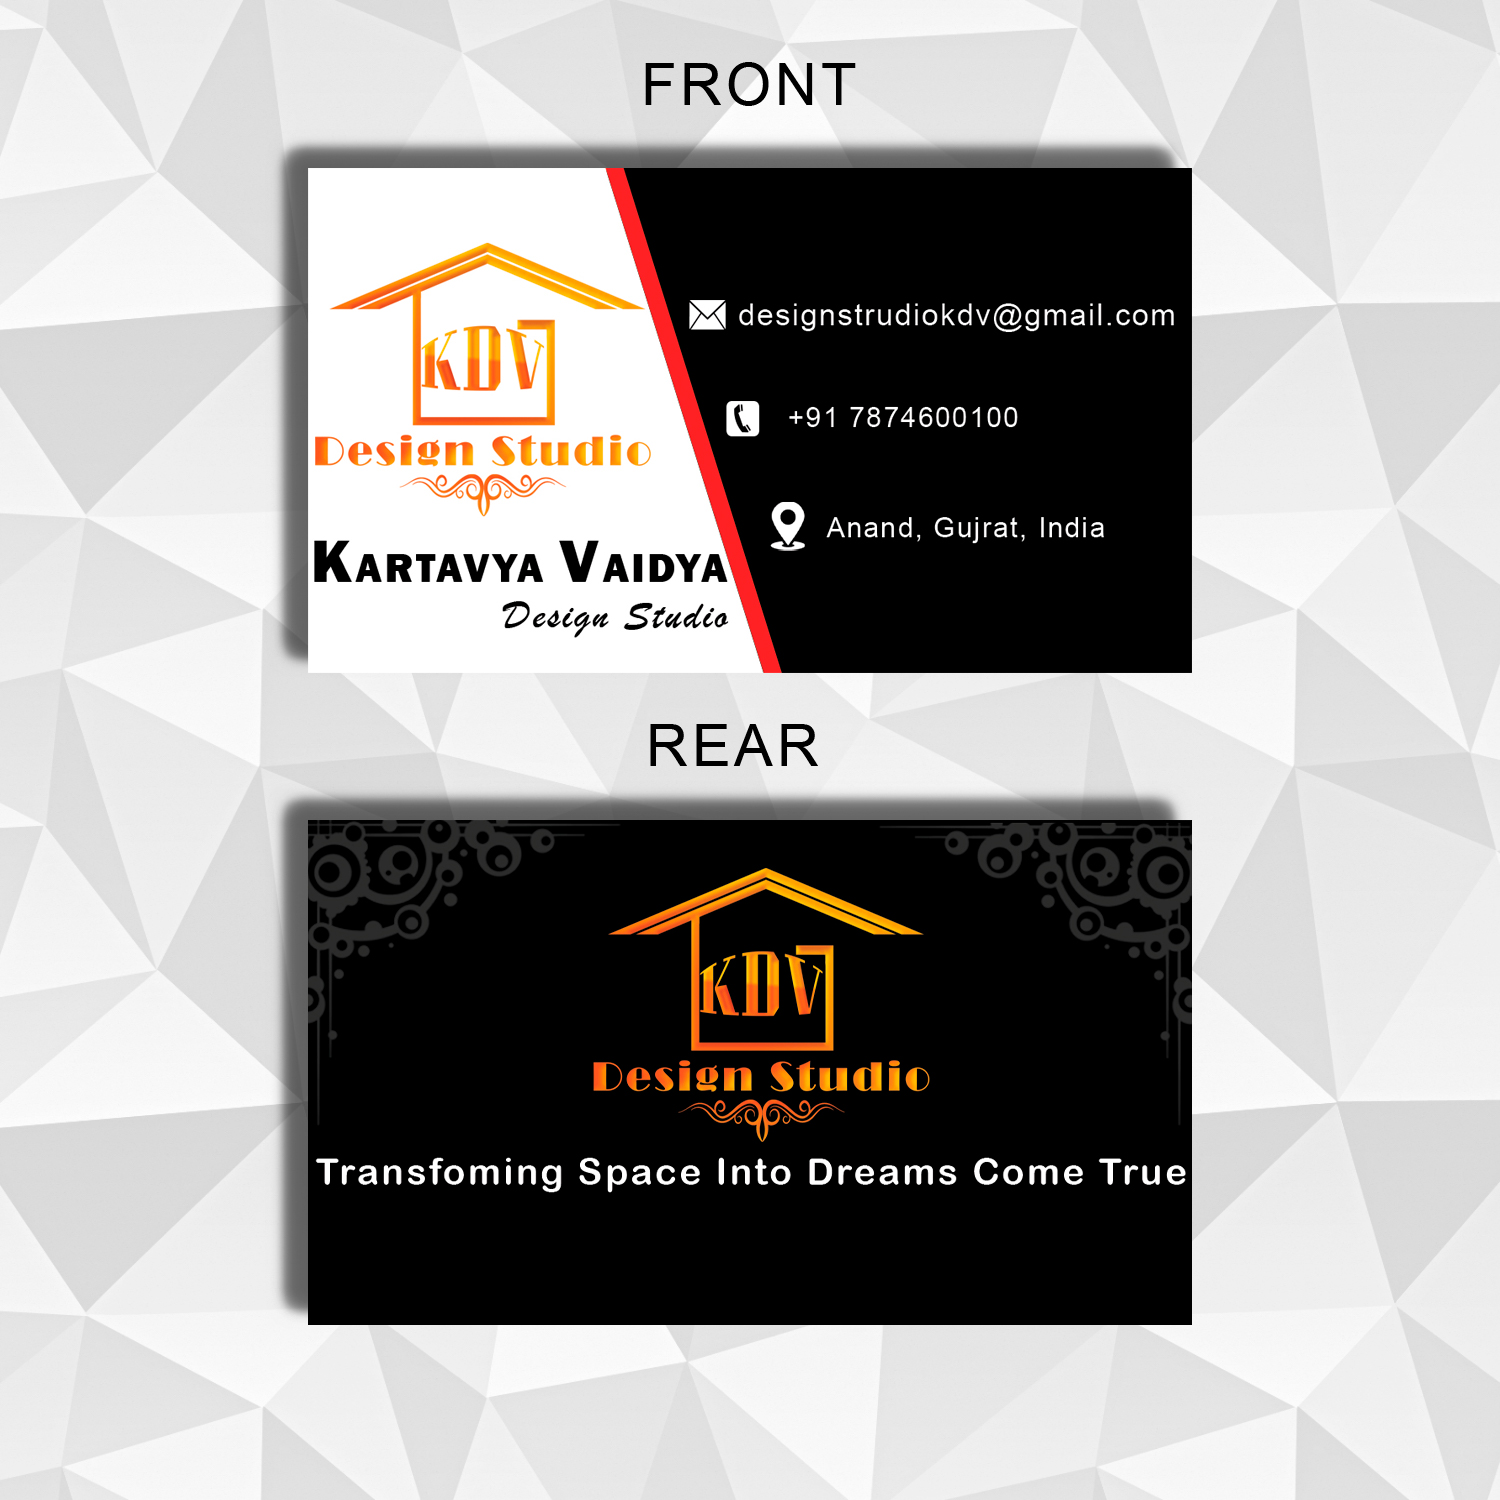 FRONT
KDV
Design Studio
Kartavya Vaidya
Design Studio
designstrudiokdv@gmail.com
+91 7874600100
Anand, Gujrat, India
REAR
KDV
Design Studio
Transfoming Space Into Dreams Come True